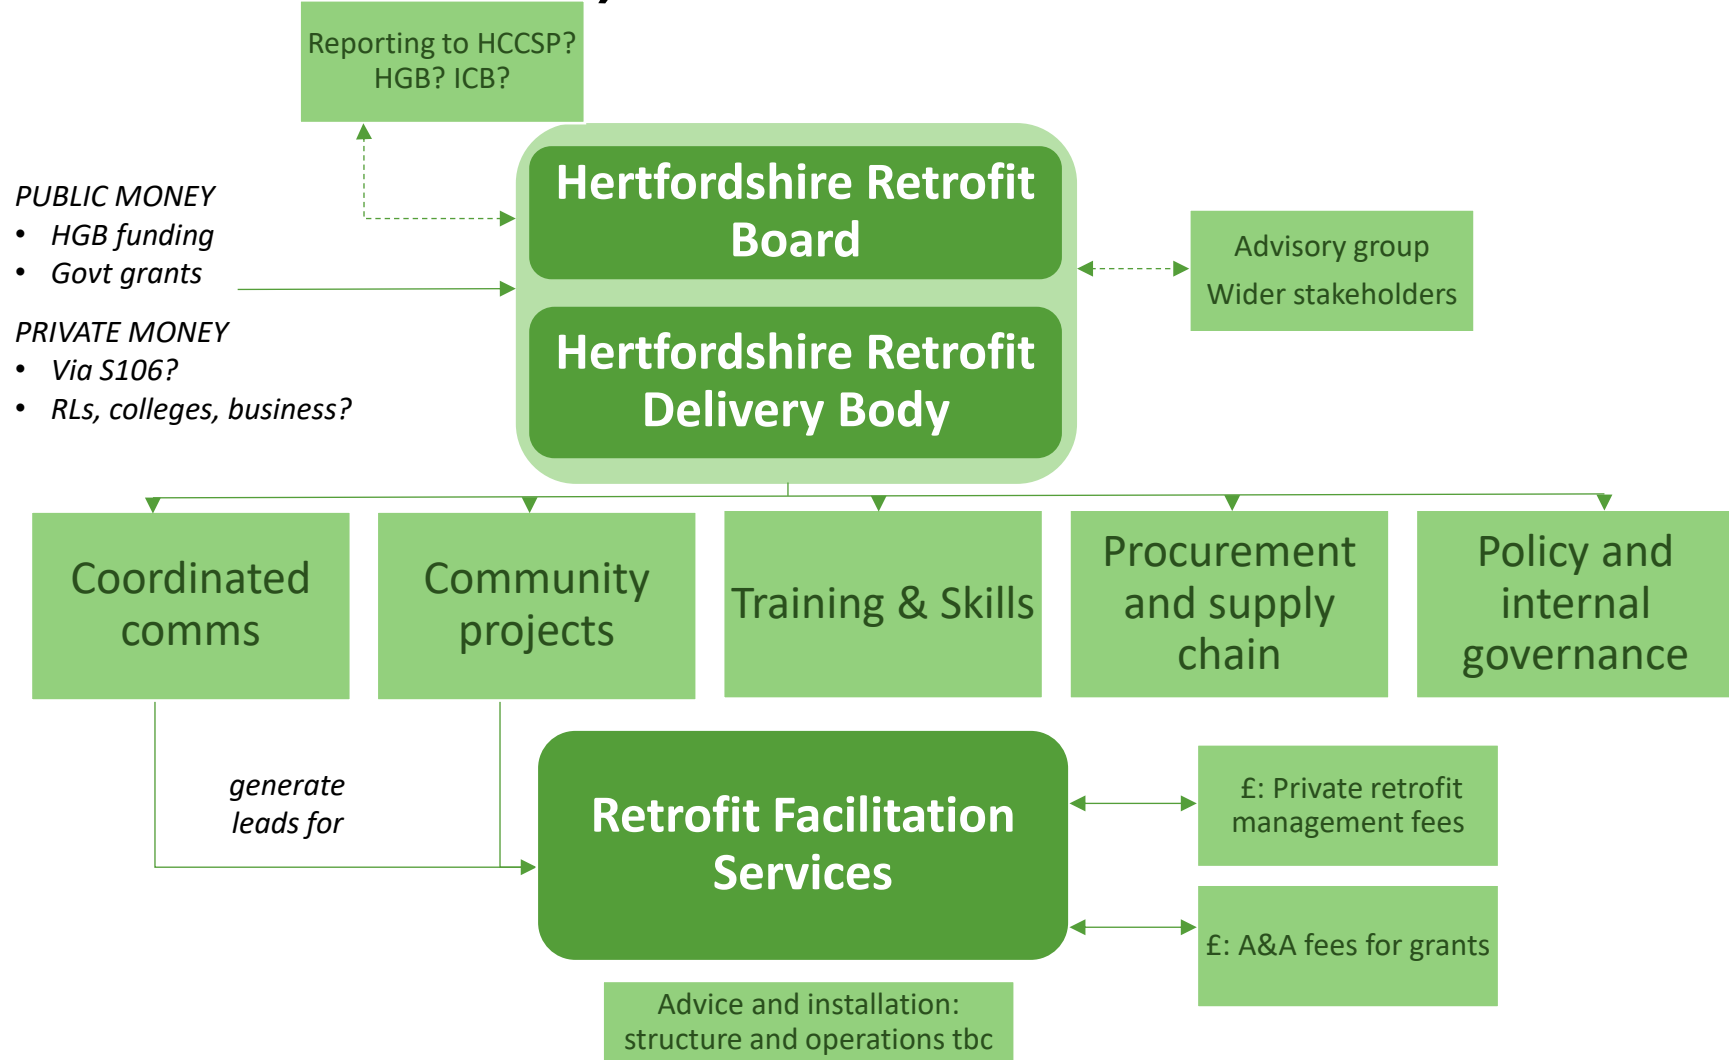 Reporting to HCCSP?
HGB? ICB?
PUBLIC MONEY
• HGB funding
• Govt grants
PRIVATE MONEY
• Via S106?
• RLs, colleges, business?
Hertfordshire Retrofit
Board
Hertfordshire Retrofit
Delivery Body
Advisory group
Wider stakeholders
Coordinated
comms
Community
projects
Training & Skills
Procurement
and supply
chain
Policy and
internal
governance
generate
leads for
Retrofit Facilitation
Services
£: Private retrofit
management fees
£: A&A fees for grants
Advice and installation:
structure and operations tbc